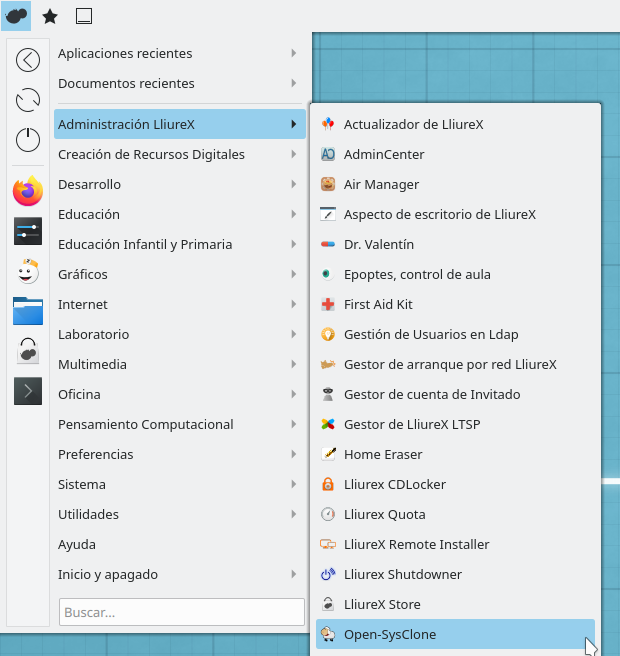 Aplicaciones recientes
Documentos recientes
Administración LliureX
Creación de Recursos Digitales
Desarrollo
Educación
Educación Infantil y Primaria
Gráficos
Internet
Laboratorio
Multimedia
Oficina
Pensamiento Computacional
Preferencias
Sistema
Utilidades
Ayuda
Inicio y apagado
Buscar...
Actualizador de LliureX
AdminCenter
Air Manager
Aspecto de escritorio de LliureX
Dr. Valentín
Epoptes, control de aula
First Aid Kit
Gestión de Usuarios en Ldap
Gestor de arranque por red LliureX
Gestor de cuenta de Invitado
Gestor de LliureX LTSP
Home Eraser
Lliurex CDLocker
Lliurex Quota
LliureX Remote Installer
Lliurex Shutdowner
LliureX Store
Open-SysClone